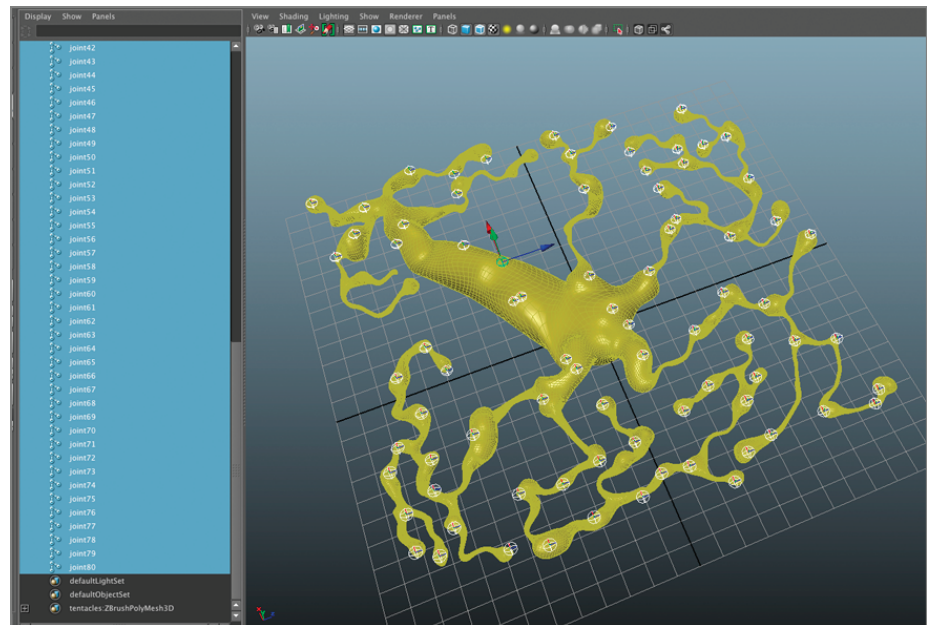 Display Show Panels
View Shading Lighting Show Renderer Panels
joint42
joint43
joint44
joint45
joint46
joint47
joint48
joint49
joint50
joint51
joint52
joint53
joint54
joint55
joint56
joint57
joint58
joint59
joint60
joint61
joint62
joint63
joint64
joint65
joint66
joint67
joint68
joint69
joint70
joint71
joint72
joint73
joint74
joint75
joint76
joint77
joint78
joint79
joint80
defaultLightSet
defaultObjectSet
tentacles:ZBrushPolyMesh3D